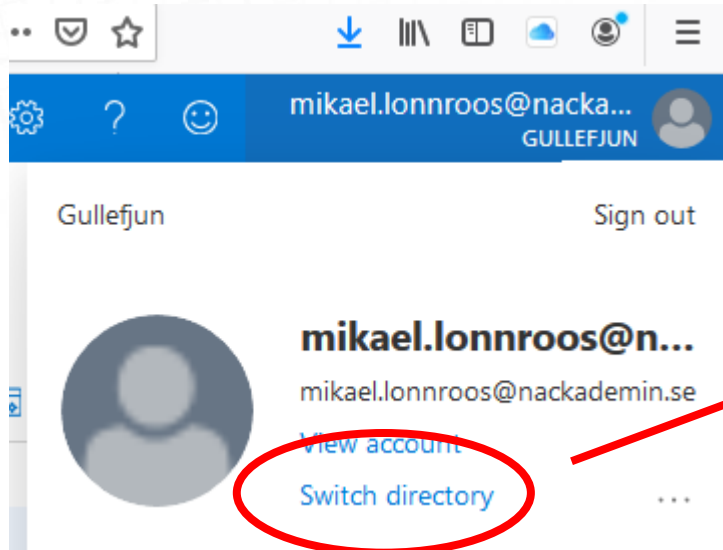 mikael.lonnroos@nacka...
GULLEFJUN
Gullefjun
Sign out
mikael.lonnroos@n...
mikael.lonnroos@nackademin.se
View account
Switch directory
...